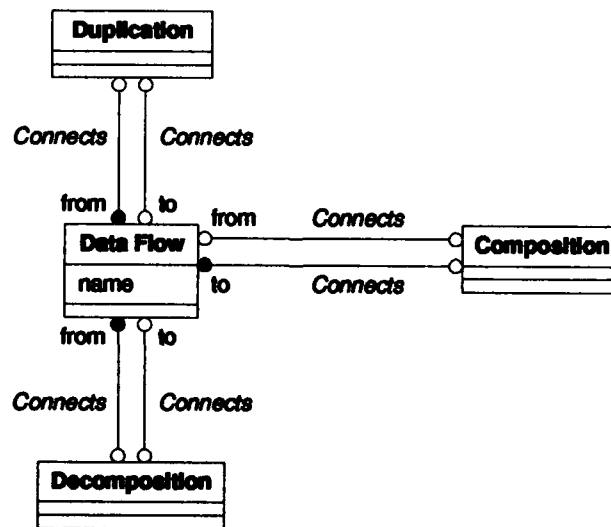 Duplication
Connects Connects
from to
from Connects
Data Flow
Composition
name
to Connects
from to
Connects Connects
Decomposition